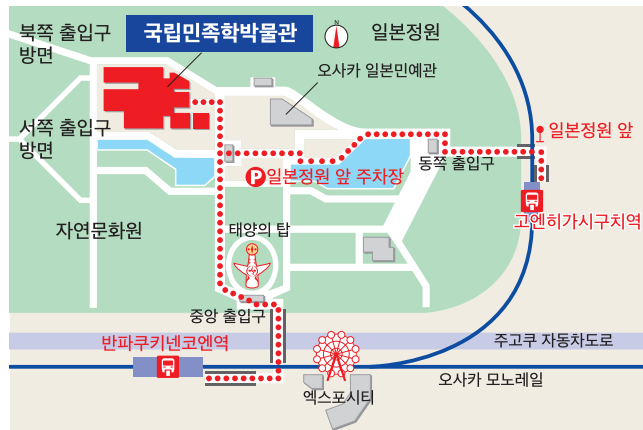 북쪽 출입구
방면
국립민족학박물관
N
일본정원
오사카 일본민예관
서쪽 출입구
방면
일본정원 앞
동쪽 출입구
P 일본정원 앞 주차장
고엔히가시구치역
자연문화원
태양의 탑
중앙 출입구
반파쿠키넨코엔역
주고쿠 자동차도로
오사카 모노레일
엑스포시티